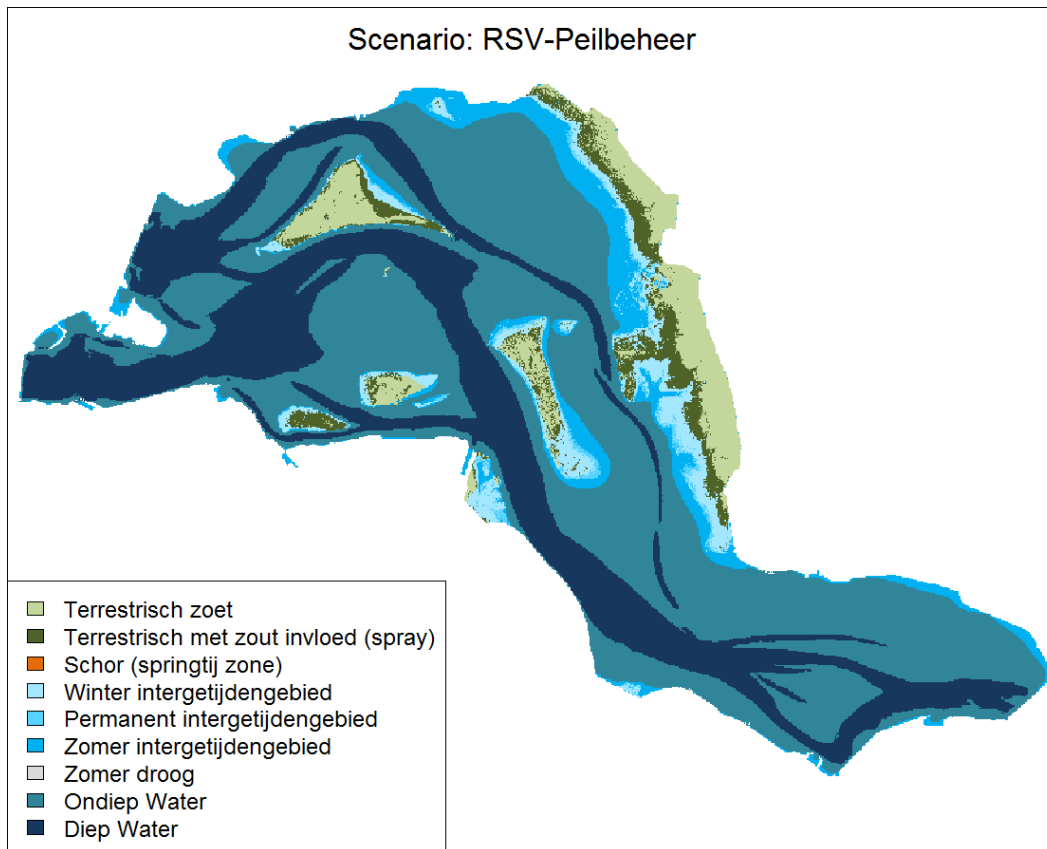 Scenario: RSV-Peilbeheer
Terrestrisch zoet
Terrestrisch met zout invloed (spray)
Schor (springtij zone)
Winter intergetijdengebied
Permanent intergetijdengebied
Zomer intergetijdengebied
Zomer droog
Ondiep Water
Diep Water